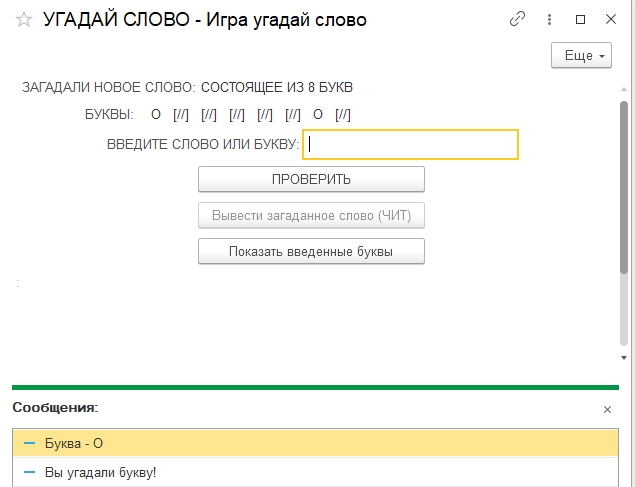 УГАДАЙ СЛОВО - Игра угадай слово
Еще
ЗАГАДАЛИ НОВОЕ СЛОВО: СОСТОЯЩЕЕ ИЗ 8 БУКВ
БУКВЫ: О [//] [//] [//] [//] [//] О [//]
ВВЕДИТЕ СЛОВО ИЛИ БУКВУ:
ПРОВЕРИТЬ
Вывести загаданное слово (ЧИТ)
Показать введенные буквы
:
Сообщения:
Буква - О
Вы угадали букву!